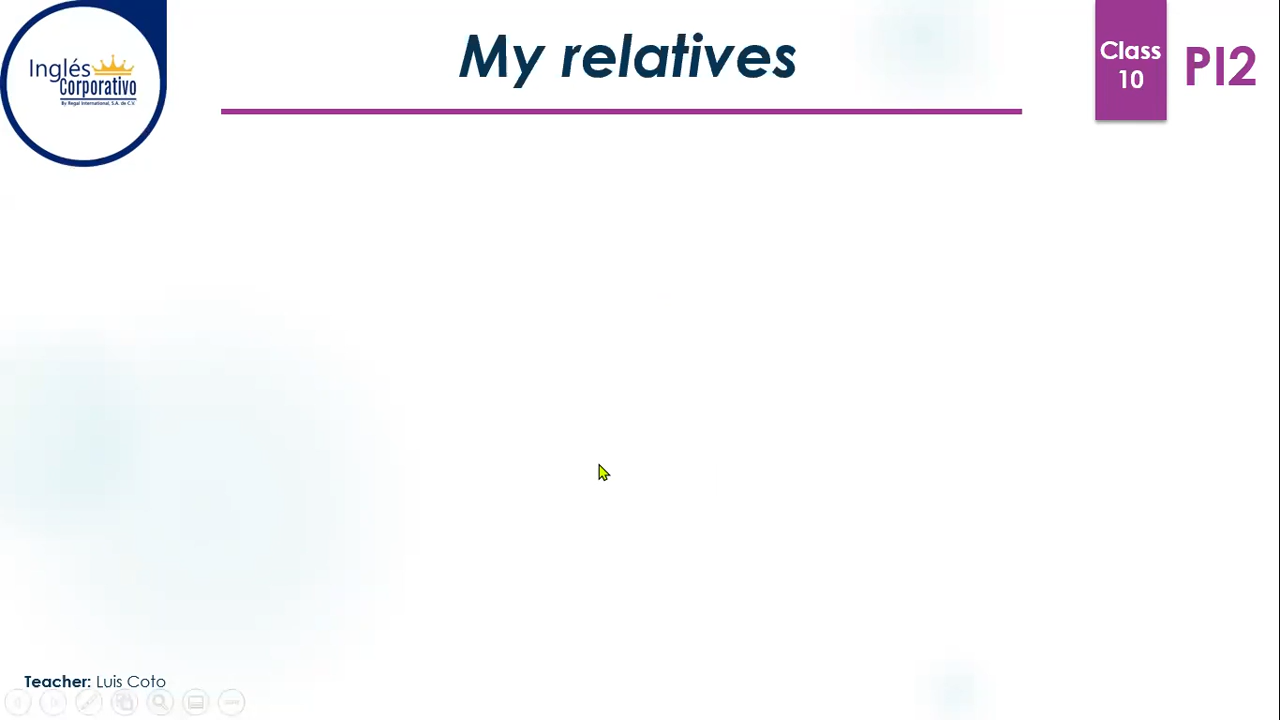 Inglés
Corporativo
By Regal International, S.A. de C.V.
My relatives
Class
10
PI2
Teacher: Luis Coto